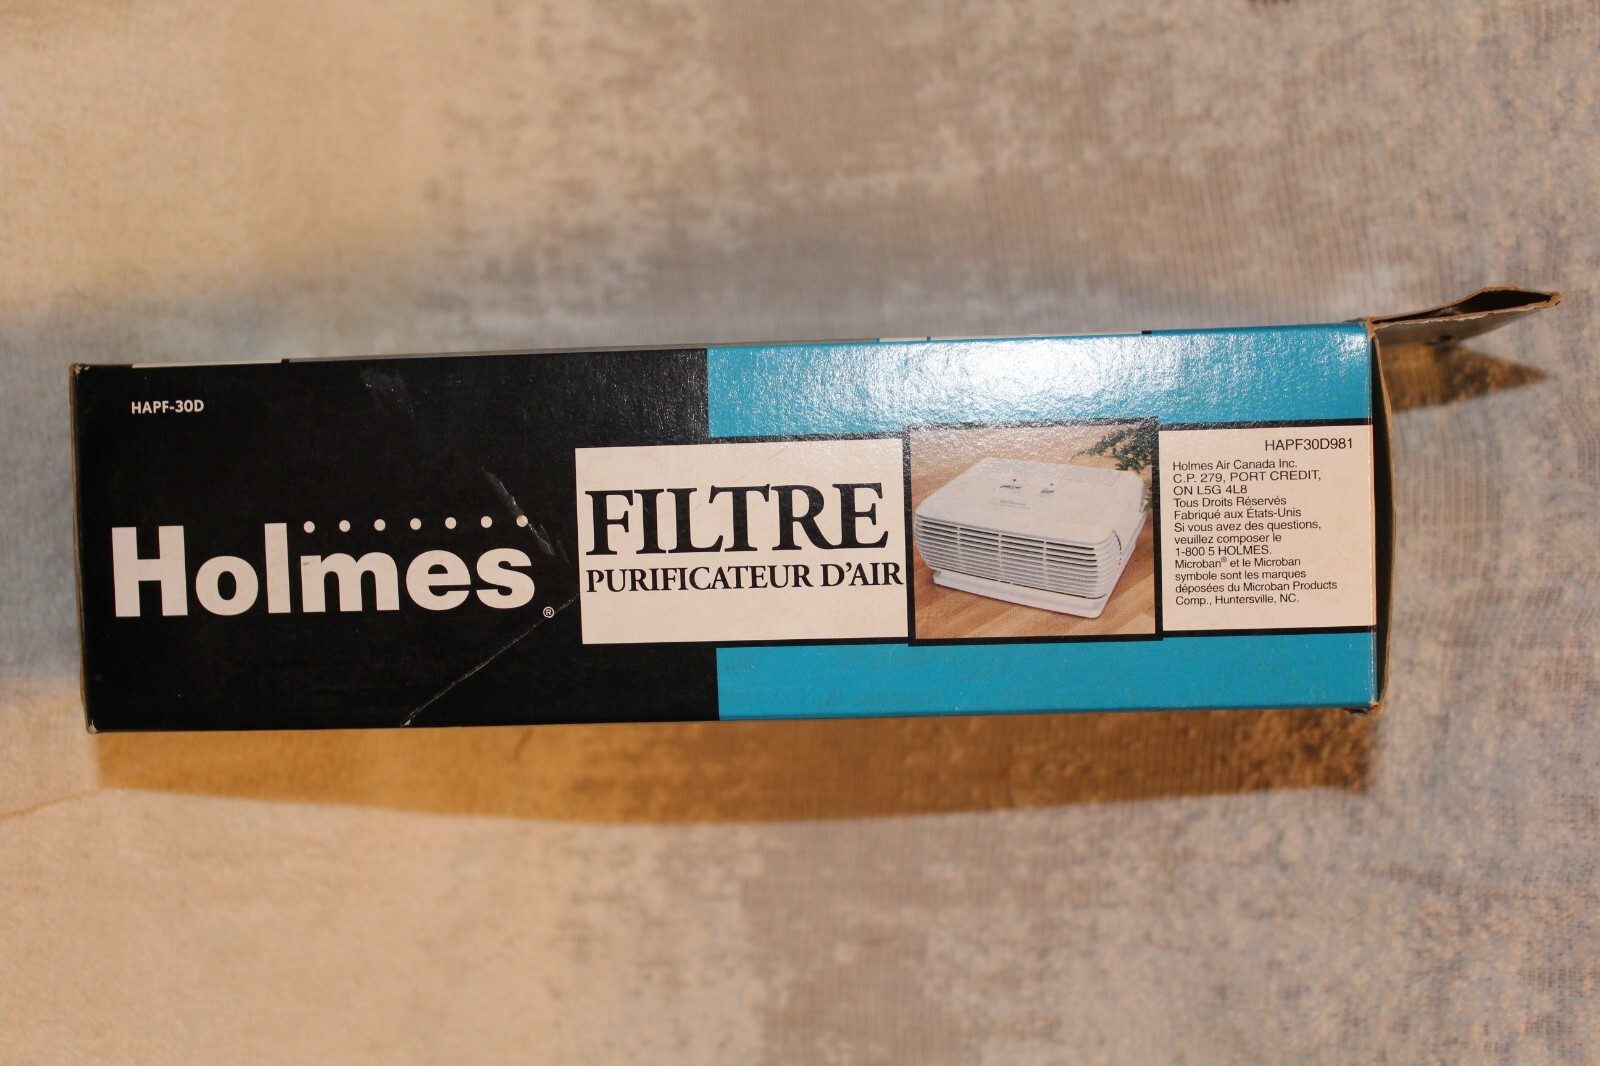 HAPF-30D
Holmes®
FILTRE
PURIFICATEUR D'AIR
HAPF30D981
Holmes Air Canada Inc.
C.P. 279, PORT CREDIT,
ON L5G 4L8
Tous Droits Réservés
Fabriqué aux États-Unis
Si vous avez des questions,
veuillez composer le
1-800 5 HOLMES.
Microban® et le Microban
symbole sont les marques
déposées du Microban Products
Comp., Huntersville, NC.